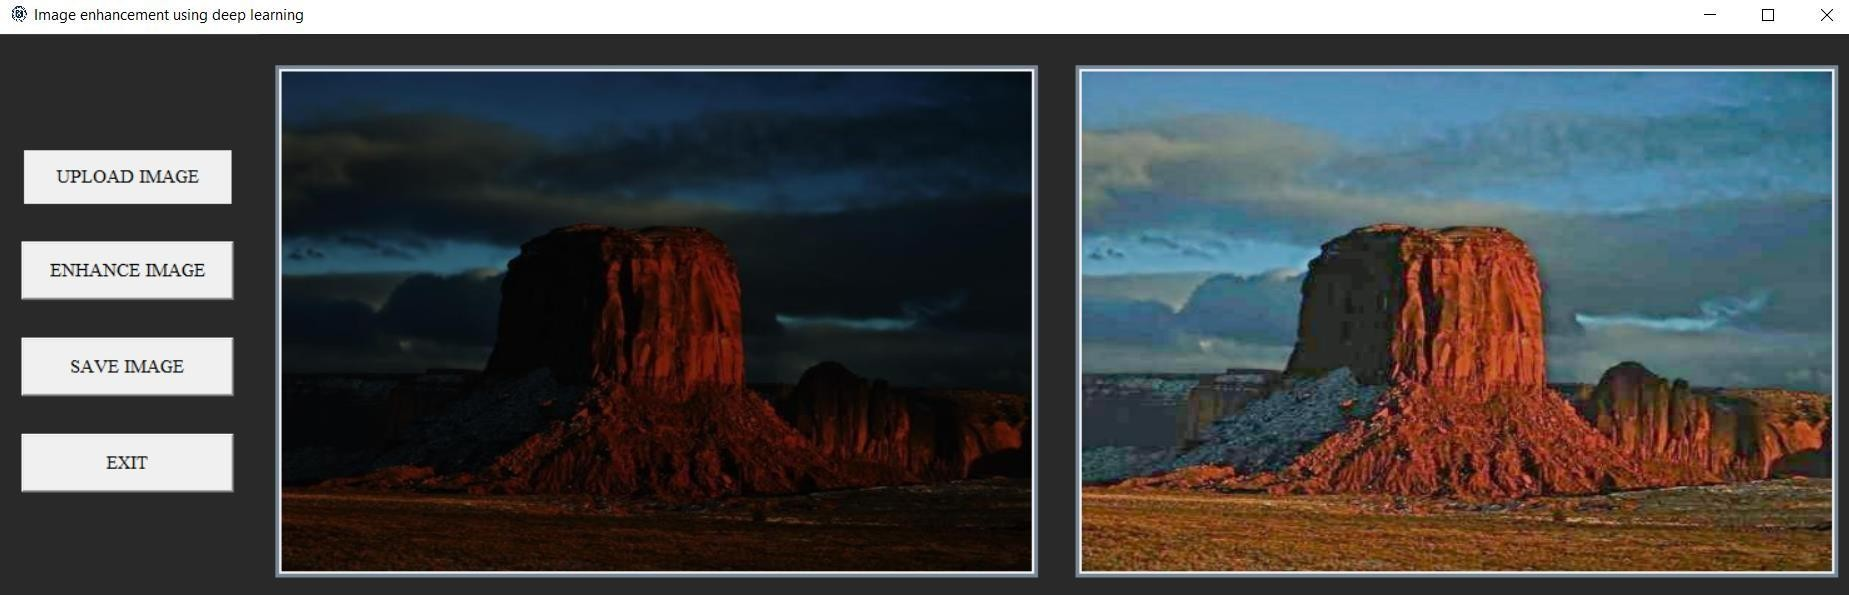 Image enhancement using deep learning
UPLOAD IMAGE
ENHANCE IMAGE
SAVE IMAGE
EXIT